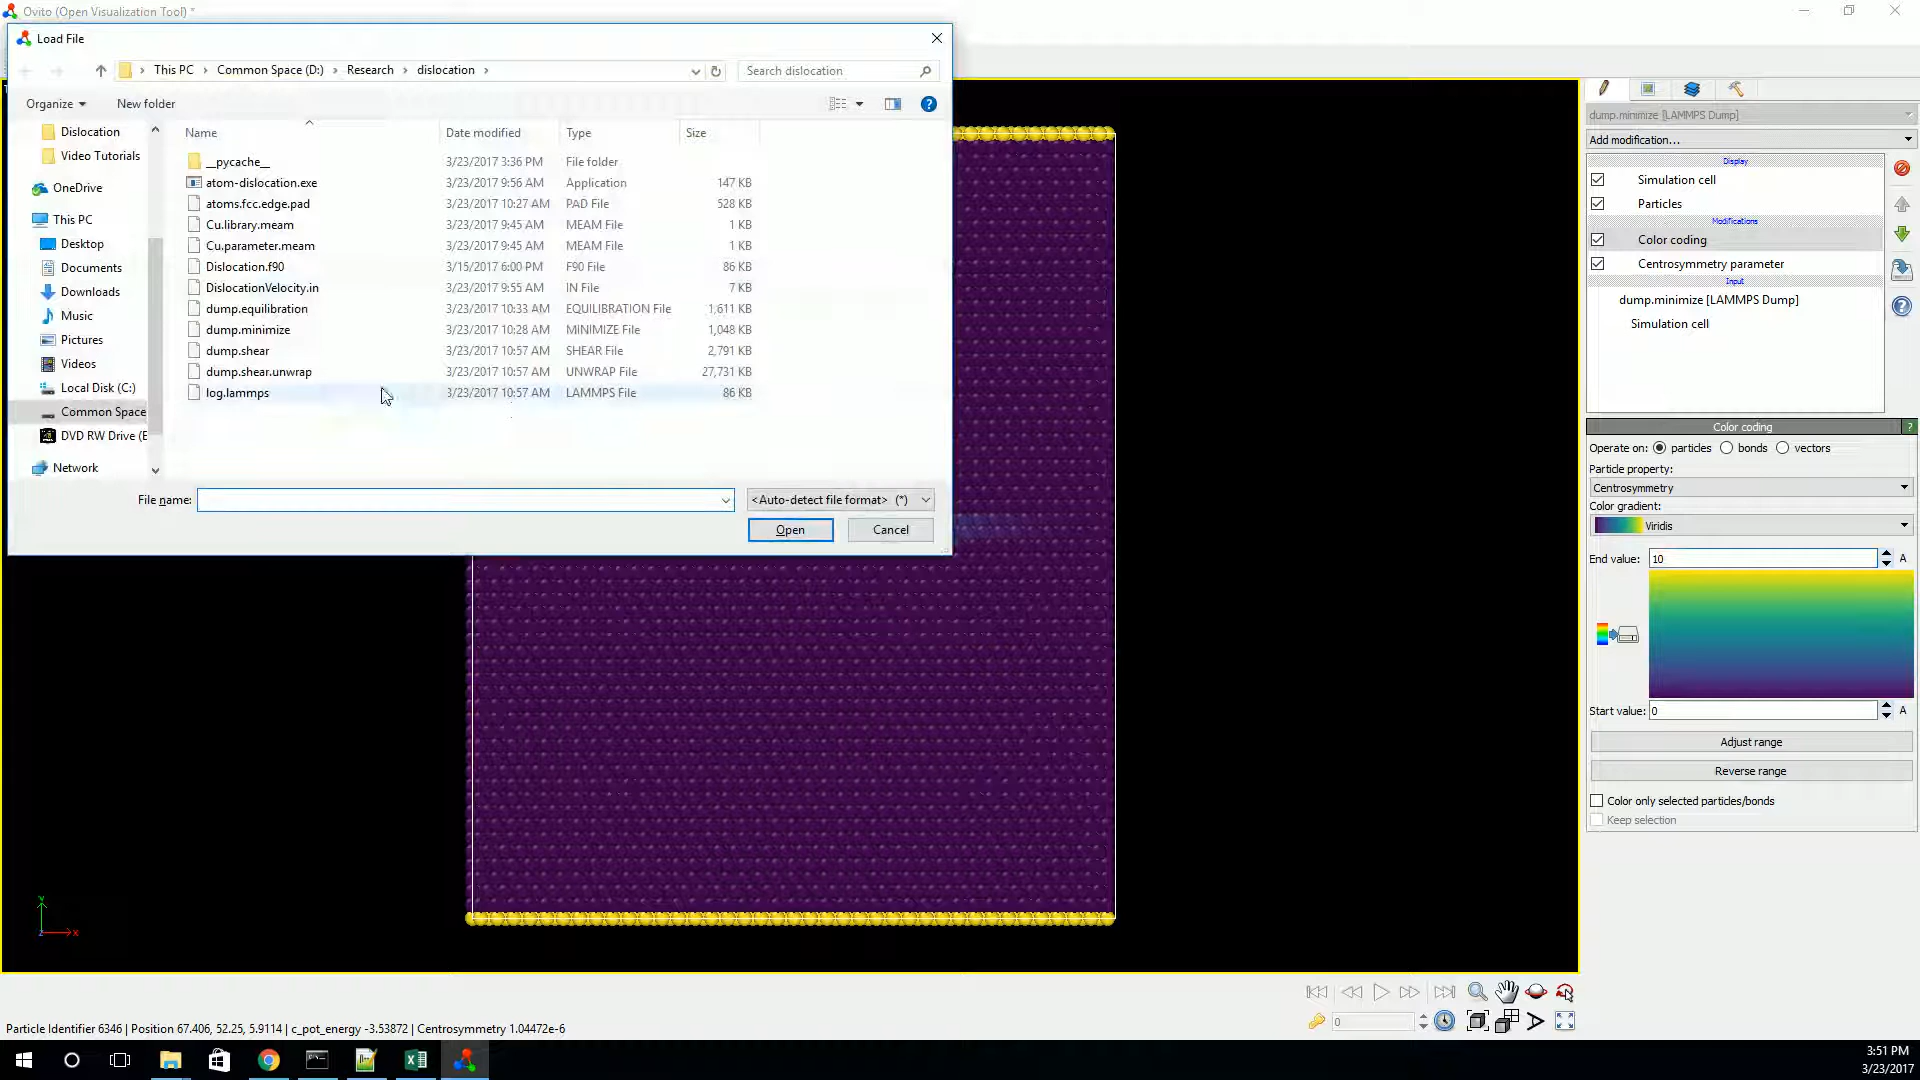 Ovito (Open Visualization Tool) *
Load File
This PC > Common Space (D:) > Research > dislocation >
Search dislocation
Organize
New folder
Name
Date modified
Type
Size
__pycache__ 3/23/2017 3:36 PM File folder
atom-dislocation.exe 3/23/2017 9:56 AM Application 147 KB
atoms.fcc.edge.pad 3/23/2017 10:27 AM PAD File 528 KB
Cu.library.meam 3/23/2017 9:45 AM MEAM File 1 KB
Cu.parameter.meam 3/23/2017 9:45 AM MEAM File 1 KB
Dislocation.f90 3/15/2017 6:00 PM F90 File 86 KB
DislocationVelocity.in 3/23/2017 9:55 AM IN File 7 KB
dump.equilibration 3/23/2017 10:33 AM EQUILIBRATION File 1,611 KB
dump.minimize 3/23/2017 10:28 AM MINIMIZE File 1,048 KB
dump.shear 3/23/2017 10:57 AM SHEAR File 2,791 KB
dump.shear.unwrap 3/23/2017 10:57 AM UNWRAP File 27,731 KB
log.lammps 3/23/2017 10:57 AM LAMMPS File 86 KB
Dislocation
Video Tutorials
OneDrive
This PC
Desktop
Documents
Downloads
Music
Pictures
Videos
Local Disk (C:)
Common Space
DVD RW Drive (E
Network
File name:
<Auto-detect file format> (*)
Open
Cancel
dump.minimize [LAMMPS Dump]
Add modification...
Display
Simulation cell
Particles
Modifications
Color coding
Centrosymmetry parameter
Input
dump.minimize [LAMMPS Dump]
Simulation cell
Color coding
?
Operate on: particles bonds vectors
Particle property:
Centrosymmetry
Color gradient:
Viridis
End value: 10 A
Start value: 0 A
Adjust range
Reverse range
Color only selected particles/bonds
Keep selection
Y
Z
X
0
Particle Identifier 6346 | Position 67.406, 52.25, 5.9114 | c_pot_energy -3.53872 | Centrosymmetry 1.04472e-6
3:51 PM
3/23/2017